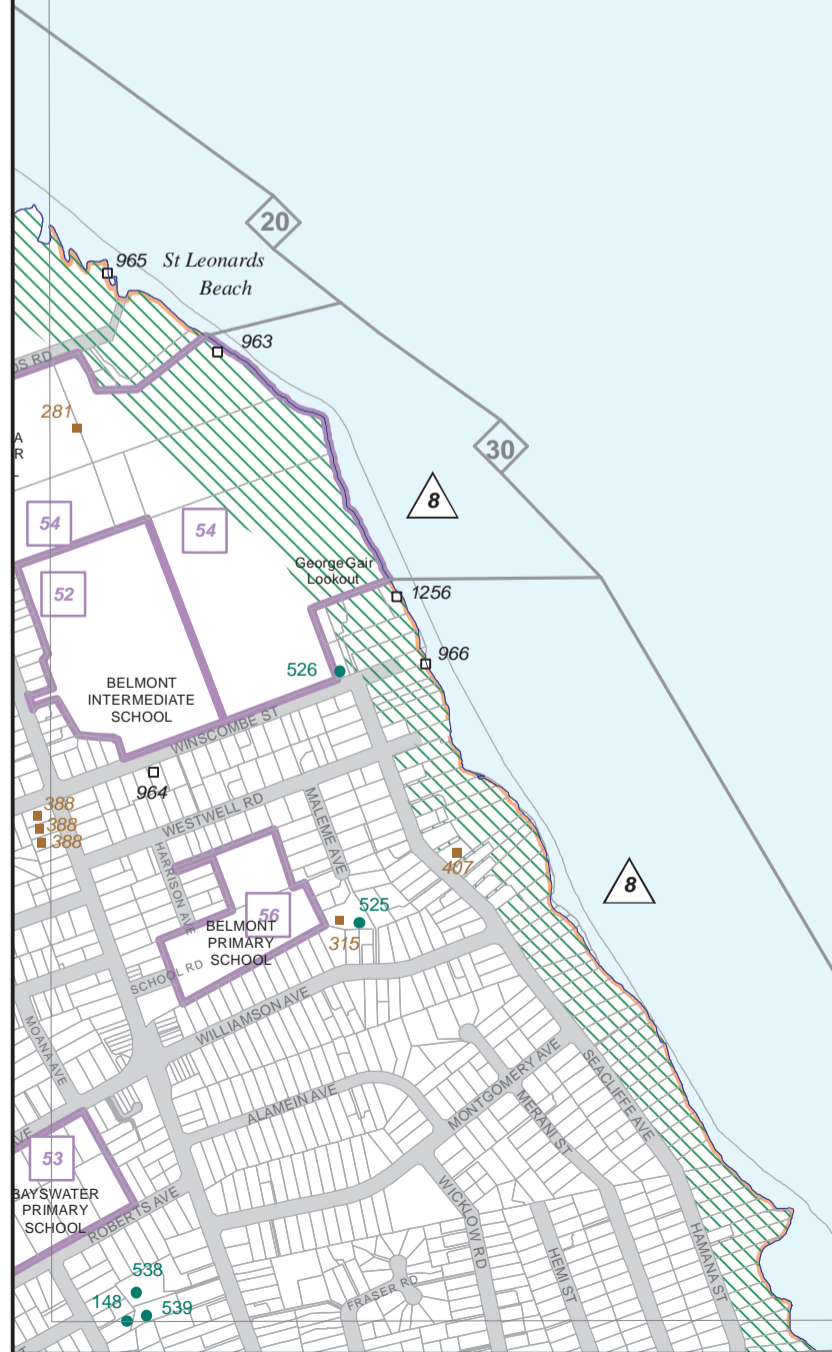 20
965
St Leonards
Beach
963
DS RD
281
A
R
30
8
54
54
George Gair
Lookout
52
1256
966
526
BELMONT
INTERMEDIATE
SCHOOL
WINSCOMBE ST
964
388
388
388
WESTWELL RD
MALEME AVE
HARRISON AVE
407
8
56
525
315
BELMONT
PRIMARY
SCHOOL
SCHOOL RD
WILLIAMSON AVE
MOANA AVE
MONTGOMERY AVE
SEACLIFFE AVE
ALAMEIN AVE
MERANI ST
AVE
53
BAYSWATER
PRIMARY
SCHOOL
ROBERTS AVE
WICKLOW RD
HEMI ST
HAMANA ST
538
148
539
FRASER RD